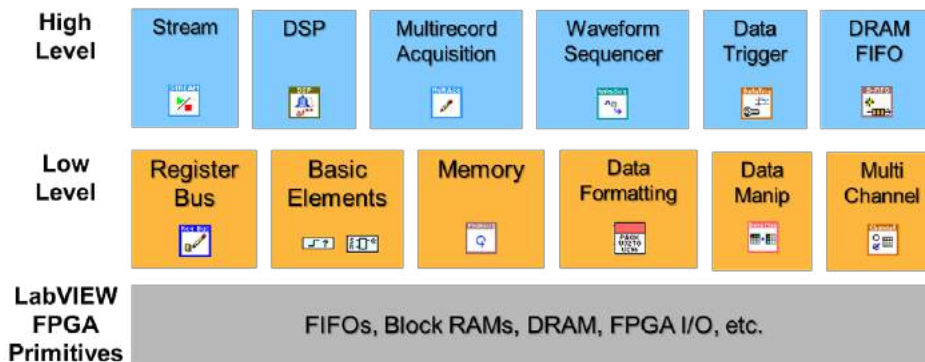 High
Level
Stream
DSP
Multirecord
Acquisition
Waveform
Sequencer
Data
Trigger
DRAM
FIFO
Low
Level
Register
Bus
Basic
Elements
Memory
Data
Formatting
Data
Manip
Multi
Channel
LabVIEW
FPGA
Primitives
FIFOs, Block RAMs, DRAM, FPGA I/O, etc.